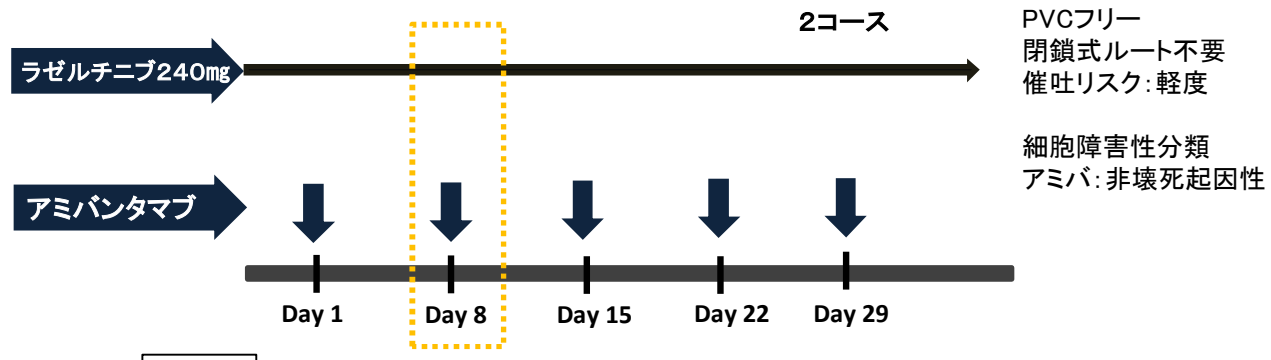 2コース
PVCフリー
閉鎖式ルート不要
催吐リスク:軽度
ラゼルチニブ240mg
細胞障害性分類
アミバ:非壊死起因性
アミバンタマブ
Day 1
Day 8
Day 15
Day 22
Day 29